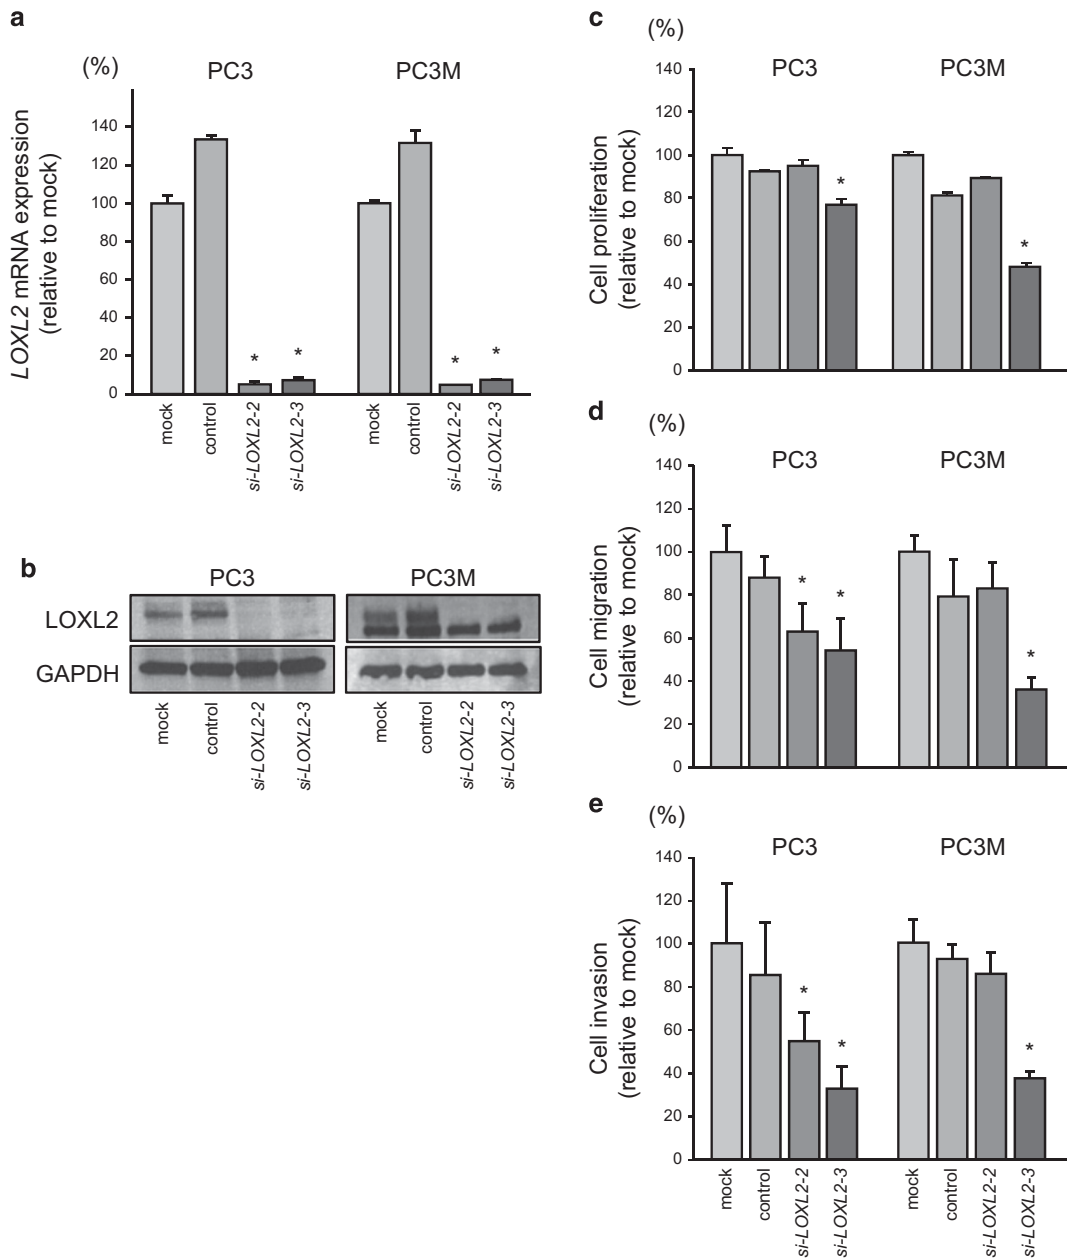 a
(%)
PC3
PC3M
LOXL2 mRNA expression
(relative to mock)
140
120
100
80
60
40
20
0
*
*
*
*
mock
control
si-LOXL2-2
si-LOXL2-3
mock
control
si-LOXL2-2
si-LOXL2-3
b
PC3
PC3M
LOXL2
GAPDH
mock
control
si-LOXL2-2
si-LOXL2-3
mock
control
si-LOXL2-2
si-LOXL2-3
c
(%)
PC3
PC3M
Cell proliferation
(relative to mock)
140
120
100
80
60
40
20
0
*
*
d
(%)
PC3
PC3M
Cell migration
(relative to mock)
140
120
100
80
60
40
20
0
*
*
*
e
(%)
PC3
PC3M
Cell invasion
(relative to mock)
140
120
100
80
60
40
20
0
*
*
*
mock
control
si-LOXL2-2
si-LOXL2-3
mock
control
si-LOXL2-2
si-LOXL2-3